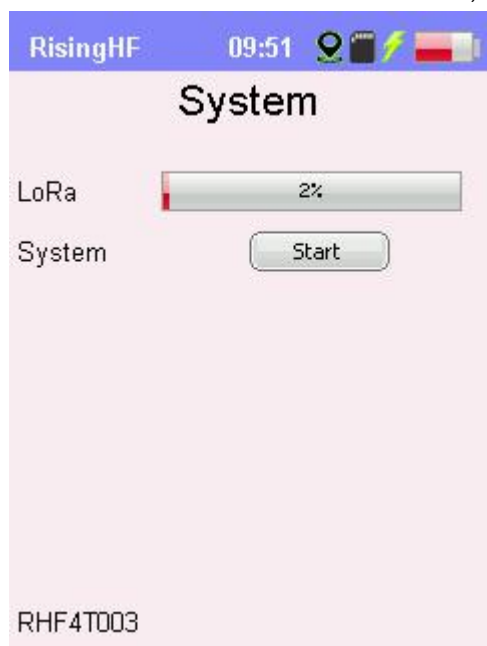 RisingHF 09:51
System
LoRa 2%
System Start
RHF4T003